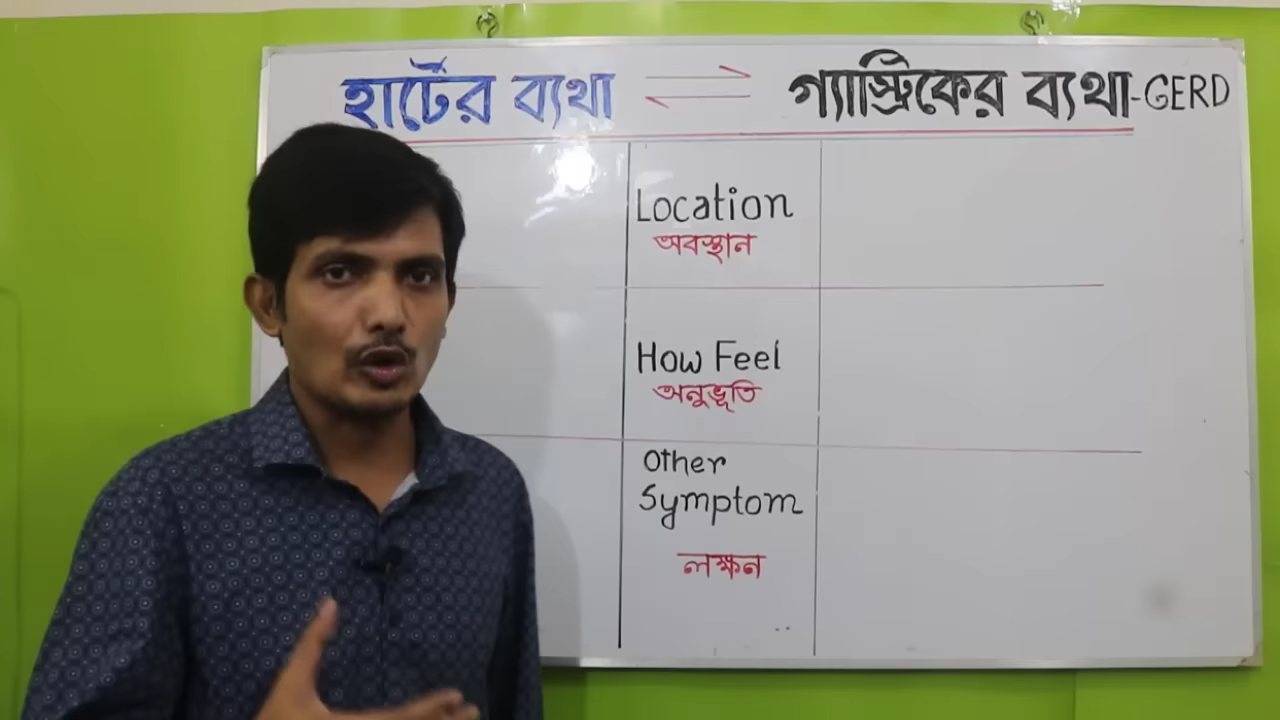 হার্টের ব্যথা গ্যাস্ট্রিকের ব্যথা-GERD
Location
অবস্থান
How Feel
অনুভূতি
Other
Symptom
লক্ষন